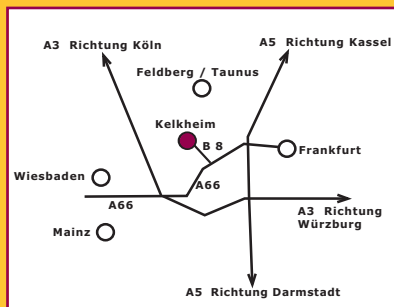 A3 Richtung Köln
A5 Richtung Kassel
Feldberg / Taunus
Kelkheim
B 8
Frankfurt
Wiesbaden
A66
A66
A3 Richtung
Würzburg
Mainz
A5 Richtung Darmstadt